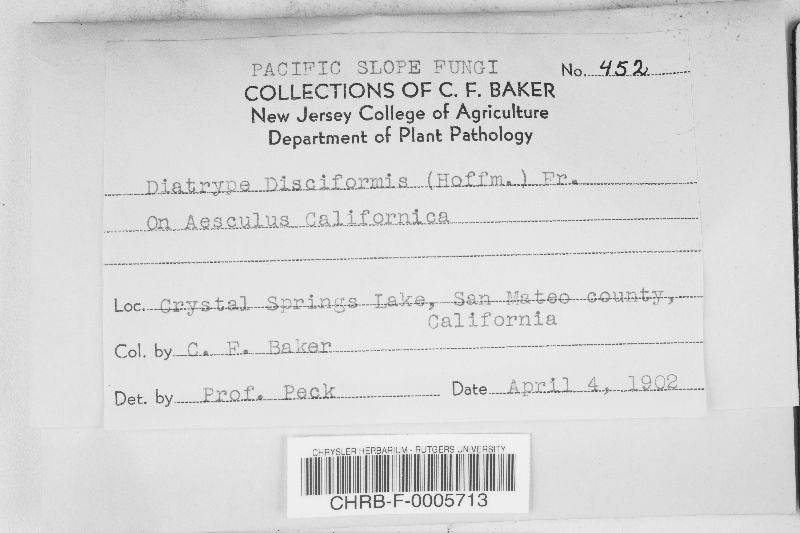 PACIFIC SLOPE FUNGI No. 452
COLLECTIONS OF C. F. BAKER
New Jersey College of Agriculture
Department of Plant Pathology
Diatrype Disciformis (Hoffm.) Fr.
On Aesculus Californica
Loc. Crystal Springs Lake, San Mateo county,
California
Col. by C. F. Baker
Det. by Prof. Peck Date April 4, 1902
CHRYSLER HERBARIUM - RUTGERS UNIVERSITY
CHRB-F-0005713